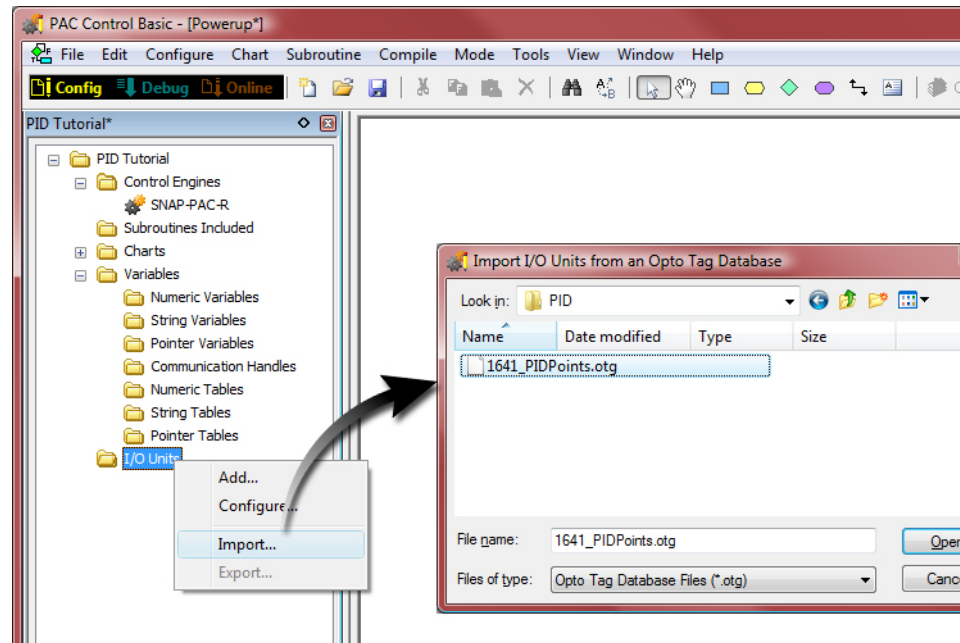 PAC Control Basic - [Powerup*]
File Edit Configure Chart Subroutine Compile Mode Tools View Window Help
Config Debug Online
PID Tutorial*
PID Tutorial
Control Engines
SNAP-PAC-R
Subroutines Included
Charts
Variables
Numeric Variables
String Variables
Pointer Variables
Communication Handles
Numeric Tables
String Tables
Pointer Tables
I/O Units
Add...
Configure...
Import...
Export...
Import I/O Units from an Opto Tag Database
Look in: PID
Name Date modified Type Size
1641_PIDPoints.otg
File name: 1641_PIDPoints.otg Open
Files of type: Opto Tag Database Files (*.otg) Canc